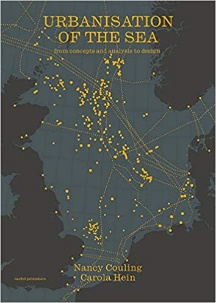 URBANISATION
OF THE SEA
from concepts and analysis to design
Nancy Couling
Carola Hein
nai010 publishers